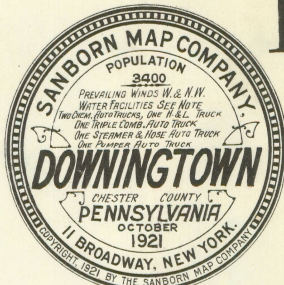 SANBORN MAP COMPANY.
POPULATION
3400
PREVAILING WINDS W. & N.W.
WATER FACILITIES SEE NOTE
TWO CHEM. AUTO TRUCKS, ONE H. & L. TRUCK
ONE TRIPLE COMB. AUTO TRUCK
ONE STEAMER & HOSE AUTO TRUCK
ONE PUMPER AUTO TRUCK
DOWNINGTOWN
CHESTER COUNTY
PENNSYLVANIA
OCTOBER
1921
11 BROADWAY, NEW YORK.
COPYRIGHT, 1921 BY THE SANBORN MAP COMPANY